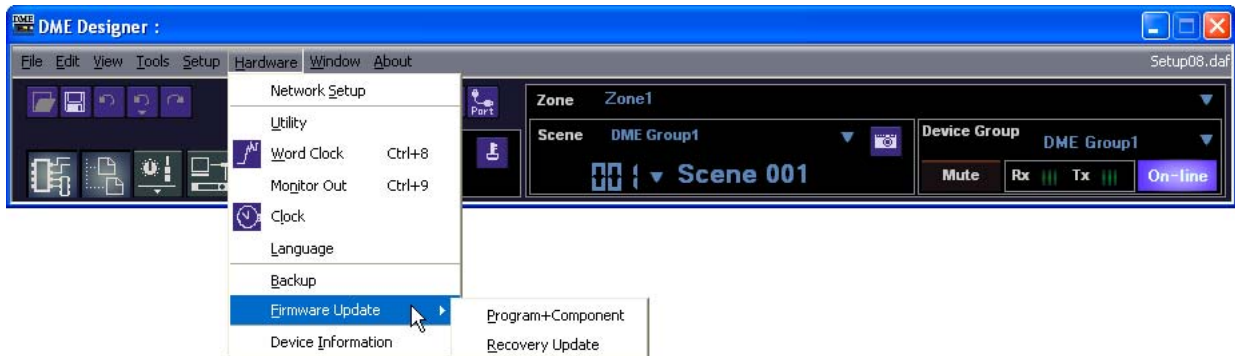 DME DME Designer :
File Edit View Tools Setup Hardware Window About Setup08.daf
Network Setup
Utility
Word Clock Ctrl+8
Monitor Out Ctrl+9
Clock
Language
Backup
Firmware Update
Device Information
Program+Component
Recovery Update
Port
Zone Zone1
Scene DME Group1
001 Scene 001
Device Group DME Group1
Mute Rx Tx On-line